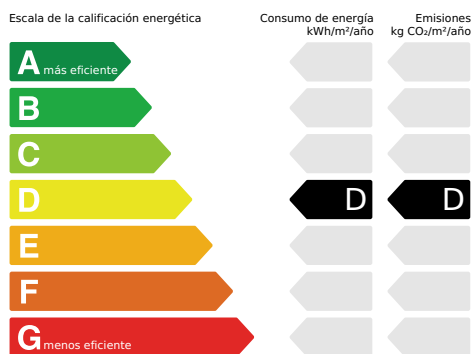 Escala de la calificación energética
Consumo de energía
kWh/m²/año
Emisiones
kg CO₂/m²/año
A más eficiente
B
C
D D D
E
F
G menos eficiente